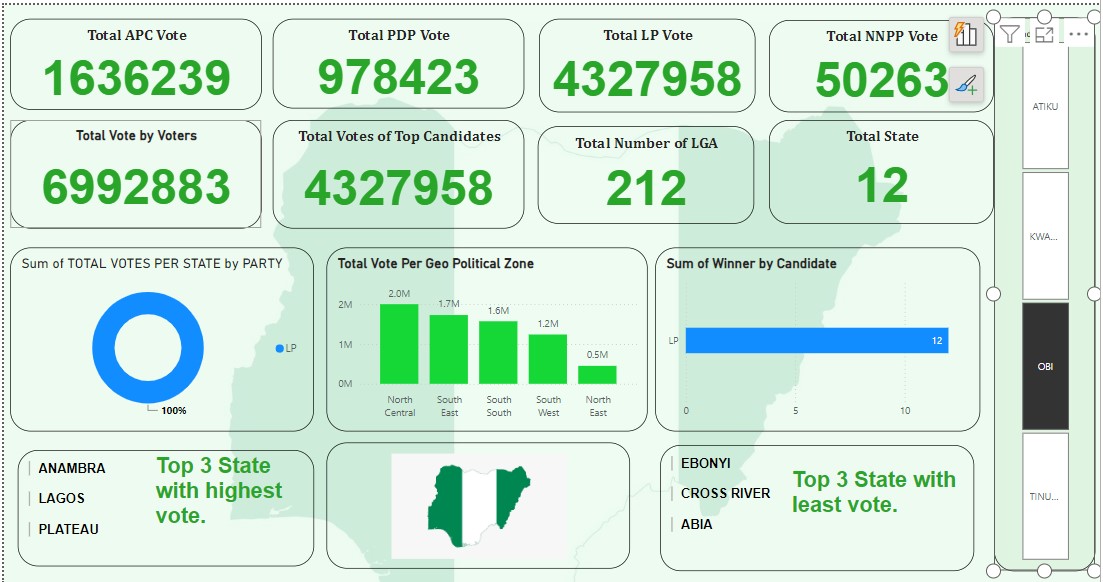 Total APC Vote
1636239
Total PDP Vote
978423
Total LP Vote
4327958
Total NNPP Vote
50263
Total Vote by Voters
6992883
Total Votes of Top Candidates
4327958
Total Number of LGA
212
Total State
12
ATIKU
KWA...
OBI
TINU...
Sum of TOTAL VOTES PER STATE by PARTY
LP
100%
Total Vote Per Geo Political Zone
2M
1M
0M
2.0M
1.7M
1.6M
1.2M
0.5M
North
Central
South
East
South
South
South
West
North
East
Sum of Winner by Candidate
LP
12
0
5
10
ANAMBRA
LAGOS
PLATEAU
Top 3 State
with highest
vote.
EBONYI
CROSS RIVER
ABIA
Top 3 State with
least vote.